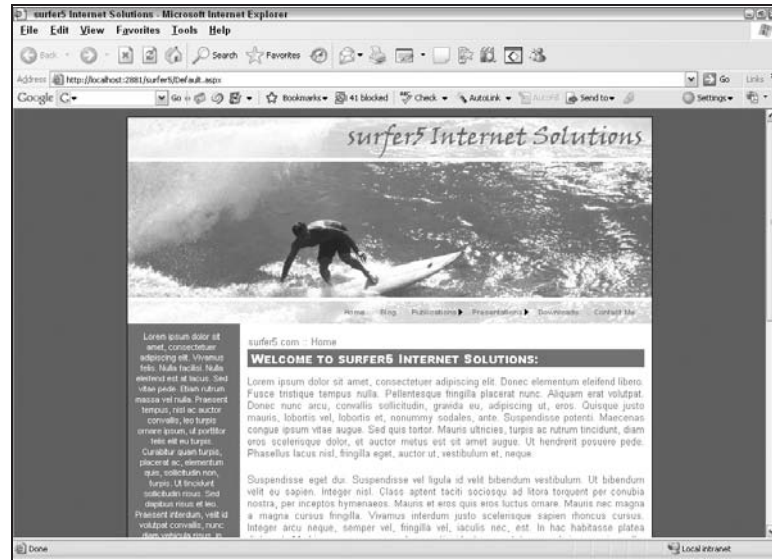 surfer5 Internet Solutions - Microsoft Internet Explorer
File Edit View Favorites Tools Help
Back Search Favorites
Address http://localhost:2881/surfer5/Default.aspx Go Links
Google Go Bookmarks 41 blocked Check AutoLink AutoFill Send to Settings
surfer5 Internet Solutions
Home Blog Publications Presentations Downloads Contact Me
surfer5.com :: Home
Welcome to surfer5 Internet Solutions:
Lorem ipsum dolor sit
amet, consectetuer
adipiscing elit. Vivamus
felis. Nulla facilisi. Nulla
eleifend est at lacus. Sed
vitae pede. Etiam rutrum
massa vel nulla. Praesent
tempus, nisl ac auctor
convallis, leo turpis
ornare ipsum, ut porttitor
felis elit eu turpis.
Curabitur quam turpis,
placerat ac, elementum
quis, sollicitudin non,
turpis. Ut tincidunt
sollicitudin risus. Sed
dapibus risus et leo.
Praesent interdum, velit id
volutpat convallis, nunc
diam vehicula risus, in
Lorem ipsum dolor sit amet, consectetuer adipiscing elit. Donec elementum eleifend libero.
Fusce tristique tempus nulla. Pellentesque fringilla placerat nunc. Aliquam erat volutpat.
Donec nunc arcu, convallis sollicitudin, gravida eu, adipiscing ut, eros. Quisque justo
mauris, lobortis vel, lobortis et, nonummy sodales, ante. Suspendisse potenti. Maecenas
congue ipsum vitae augue. Sed quis tortor. Mauris ultricies, turpis ac rutrum tincidunt, diam
eros scelerisque dolor, et auctor metus est sit amet augue. Ut hendrerit posuere pede.
Phasellus lacus nisl, fringilla eget, auctor ut, vestibulum et, neque.
Suspendisse eget dui. Suspendisse vel ligula id velit bibendum vestibulum. Ut bibendum
velit eu sapien. Integer nisl. Class aptent taciti sociosqu ad litora torquent per conubia
nostra, per inceptos hymenaeos. Mauris et eros quis eros luctus ornare. Mauris nec magna
a magna cursus fringilla. Vivamus interdum justo scelerisque sapien rhoncus cursus.
Integer arcu neque, semper vel, fringilla vel, iaculis nec, est. In hac habitasse platea
Done Local intranet